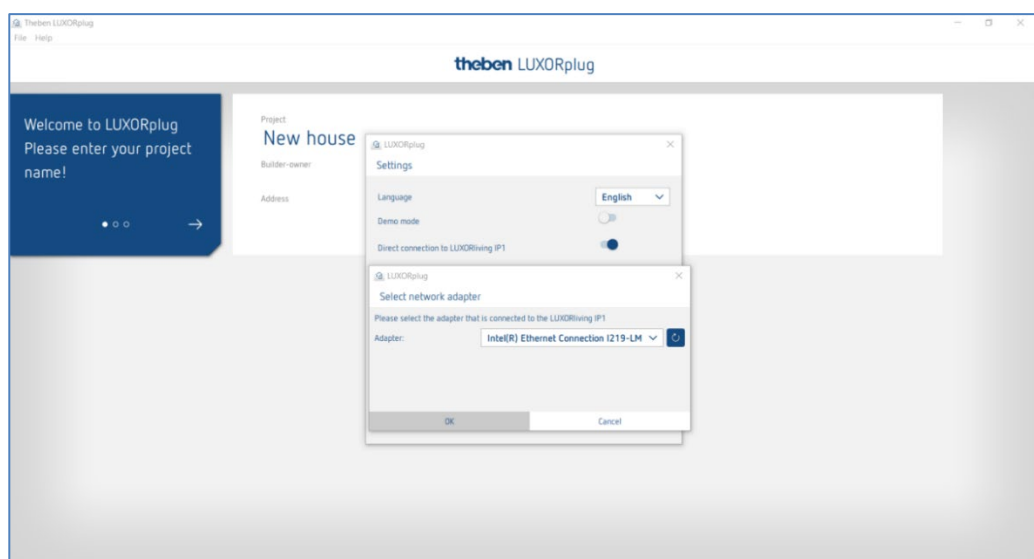 Theben LUXORplug
File Help
theben LUXORplug
Welcome to LUXORplug
Please enter your project
name!
Project
New house
Builder-owner
Address
LUXORplug
Settings
Language
English
Demo mode
Direct connection to LUXORliving IP1
LUXORplug
Select network adapter
Please select the adapter that is connected to the LUXORliving IP1
Adapter:
Intel(R) Ethernet Connection I219-LM
OK
Cancel